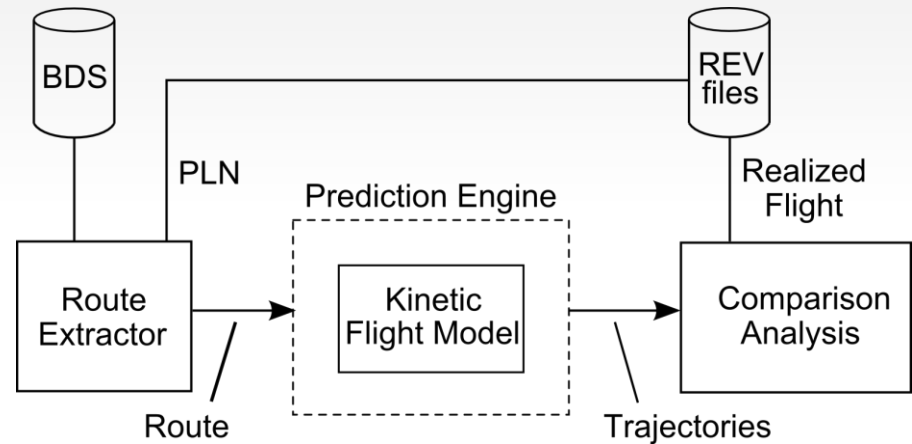 BDS
REV
files
PLN
Realized
Flight
Prediction Engine
Route
Extractor
Kinetic
Flight Model
Comparison
Analysis
Route
Trajectories